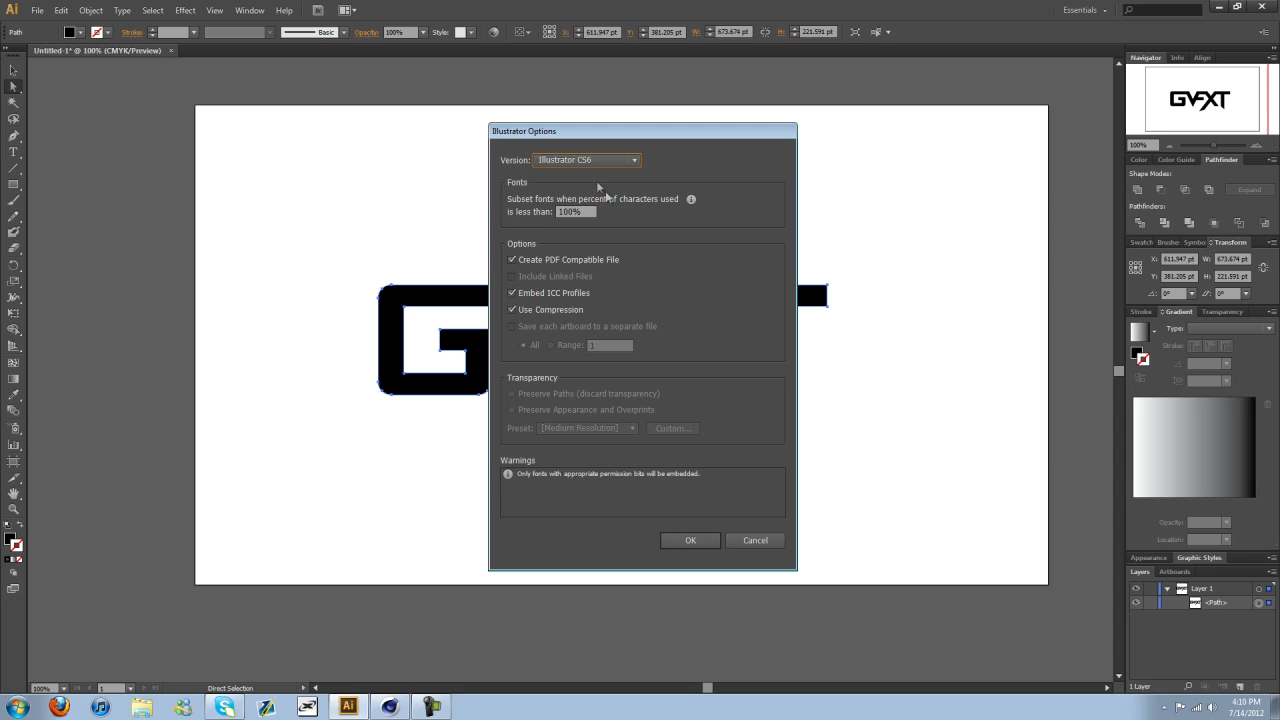 Ai File Edit Object Type Select Effect View Window Help Br Essentials
Path Stroke: Basic Opacity: 100% Style: X: 611.947 pt Y: 381.205 pt W: 673.674 pt H: 221.591 pt
Untitled-1* @ 100% (CMYK/Preview) ×
Navigator Info Align
GVFXT
100%
Color Color Guide Pathfinder
Shape Modes:
Expand
Pathfinders:
Swatch Brushe Symbo Transform
X: 611.947 pt W: 673.674 pt
Y: 381.205 pt H: 221.591 pt
0° 0°
Stroke Gradient Transparency
Type:
Stroke:
Opacity:
Location:
Appearance Graphic Styles
Layers Artboards
Layer 1
<Path>
1 Layer
G
Illustrator Options
Version: Illustrator CS6
Fonts
Subset fonts when percent of characters used
is less than: 100%
Options
Create PDF Compatible File
Include Linked Files
Embed ICC Profiles
Use Compression
Save each artboard to a separate file
All Range: 1
Transparency
Preserve Paths (discard transparency)
Preserve Appearance and Overprints
Preset: [Medium Resolution] Custom...
Warnings
Only fonts with appropriate permission bits will be embedded.
OK Cancel
100% 1 Direct Selection
Ai
4:10 PM
7/14/2012